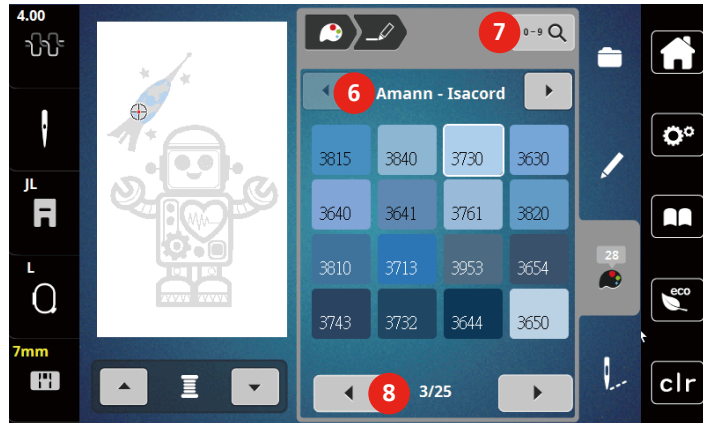 4.00
JL
L
7mm
7
0-9
6
Amann - Isacord
3815 3840 3730 3630
3640 3641 3761 3820
3810 3713 3953 3654
3743 3732 3644 3650
8
3/25
28
eco
clr